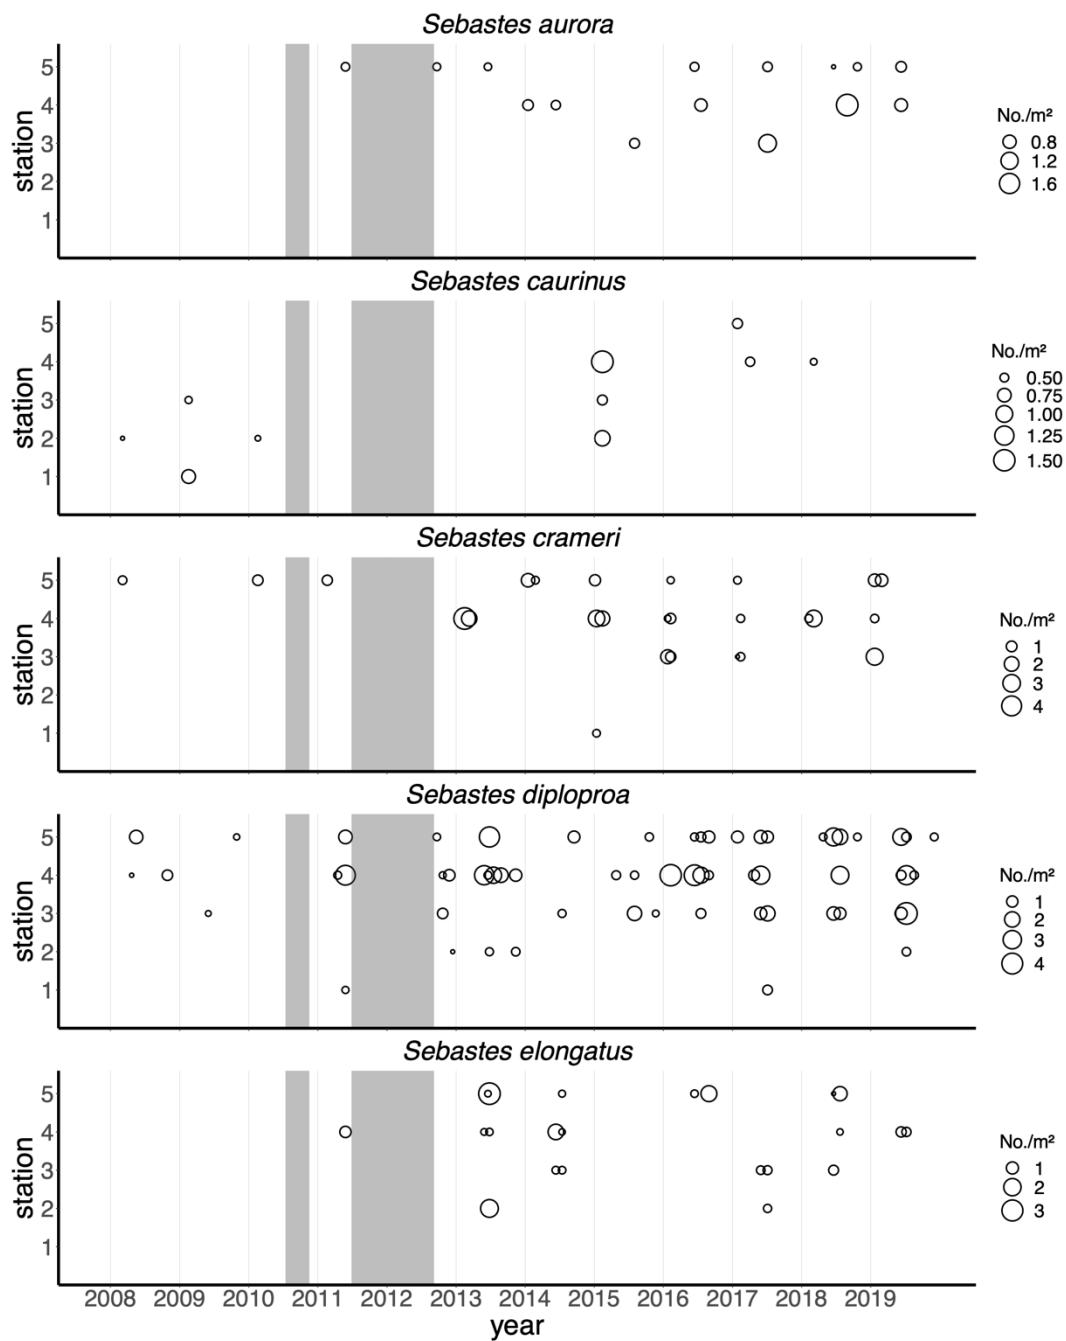 Sebastes aurora
station
5
4
3
2
1
No./m²
0.8
1.2
1.6
Sebastes caurinus
station
5
4
3
2
1
No./m²
0.50
0.75
1.00
1.25
1.50
Sebastes crameri
station
5
4
3
2
1
No./m²
1
2
3
4
Sebastes diploproa
station
5
4
3
2
1
No./m²
1
2
3
4
Sebastes elongatus
station
5
4
3
2
1
No./m²
1
2
3
2008 2009 2010 2011 2012 2013 2014 2015 2016 2017 2018 2019
year